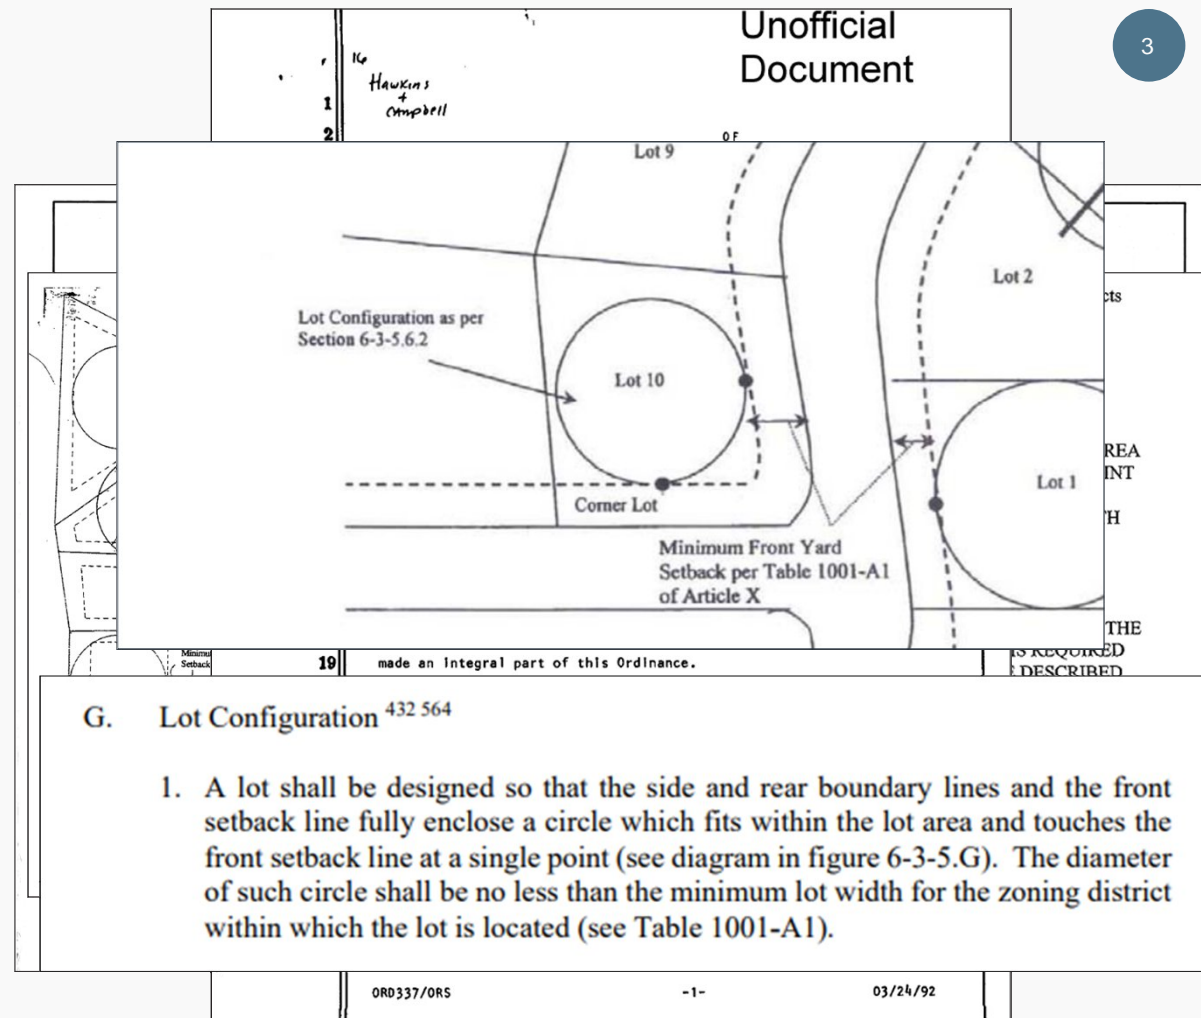 Unofficial
Document
3
16
Hawkins
+
Campbell
1
2
OF
Lot 9
Lot 2
Lot Configuration as per
Section 6-3-5.6.2
Lot 10
Lot 1
Corner Lot
Minimum Front Yard
Setback per Table 1001-A1
of Article X
cts
REA
INT
TH
THE
IS REQUIRED
DESCRIBED
Minimu
Setback
19 made an integral part of this Ordinance.
G. Lot Configuration 432 564
1. A lot shall be designed so that the side and rear boundary lines and the front
setback line fully enclose a circle which fits within the lot area and touches the
front setback line at a single point (see diagram in figure 6-3-5.G). The diameter
of such circle shall be no less than the minimum lot width for the zoning district
within which the lot is located (see Table 1001-A1).
ORD337/ORS -1- 03/24/92